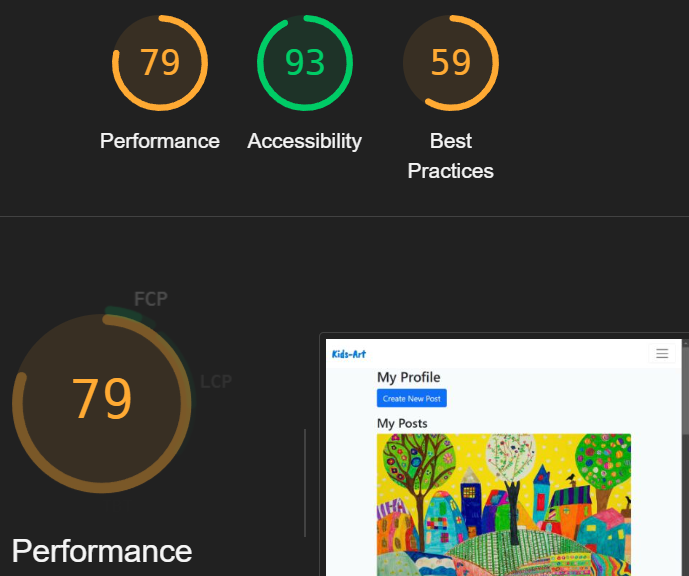 79
93
59
Performance
Accessibility
Best
Practices
FCP
LCP
79
Performance
Kids-Art
My Profile
Create New Post
My Posts